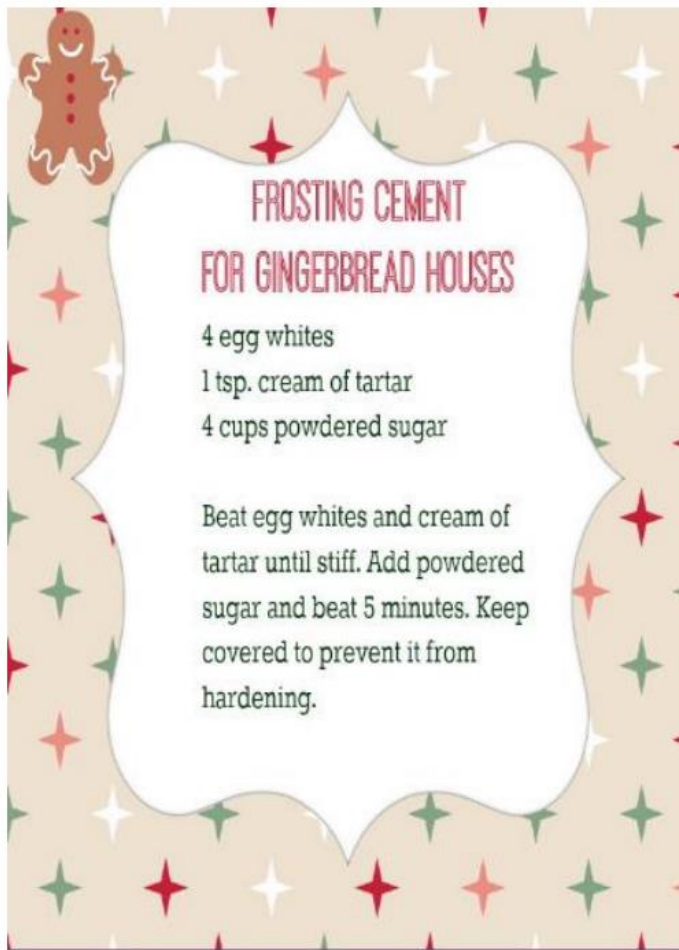 FROSTING CEMENT
FOR GINGERBREAD HOUSES
4 egg whites
1 tsp. cream of tartar
4 cups powdered sugar
Beat egg whites and cream of
tartar until stiff. Add powdered
sugar and beat 5 minutes. Keep
covered to prevent it from
hardening.